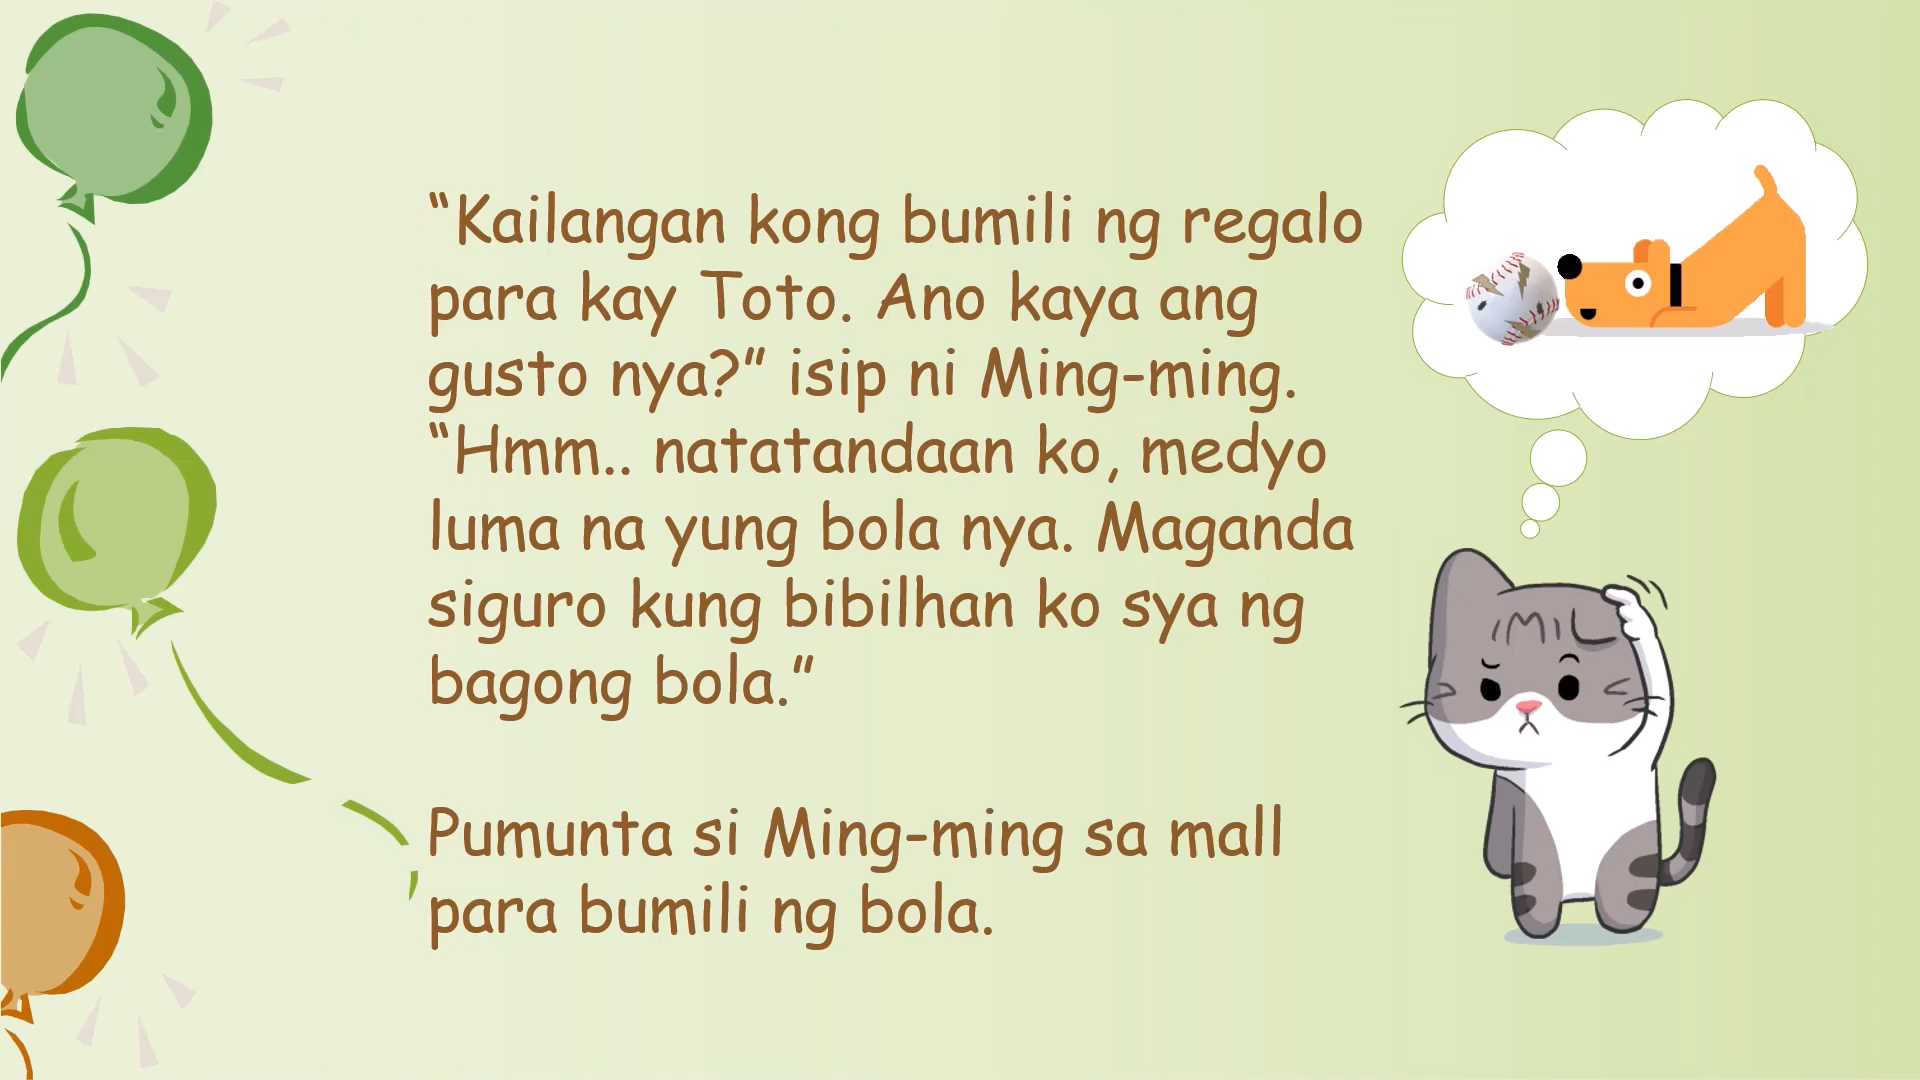 “Kailangan kong bumili ng regalo
para kay Toto. Ano kaya ang
gusto nya?” isip ni Ming-ming.
“Hmm.. natatandaan ko, medyo
luma na yung bola nya. Maganda
siguro kung bibilhan ko sya ng
bagong bola.”
Pumunta si Ming-ming sa mall
para bumili ng bola.